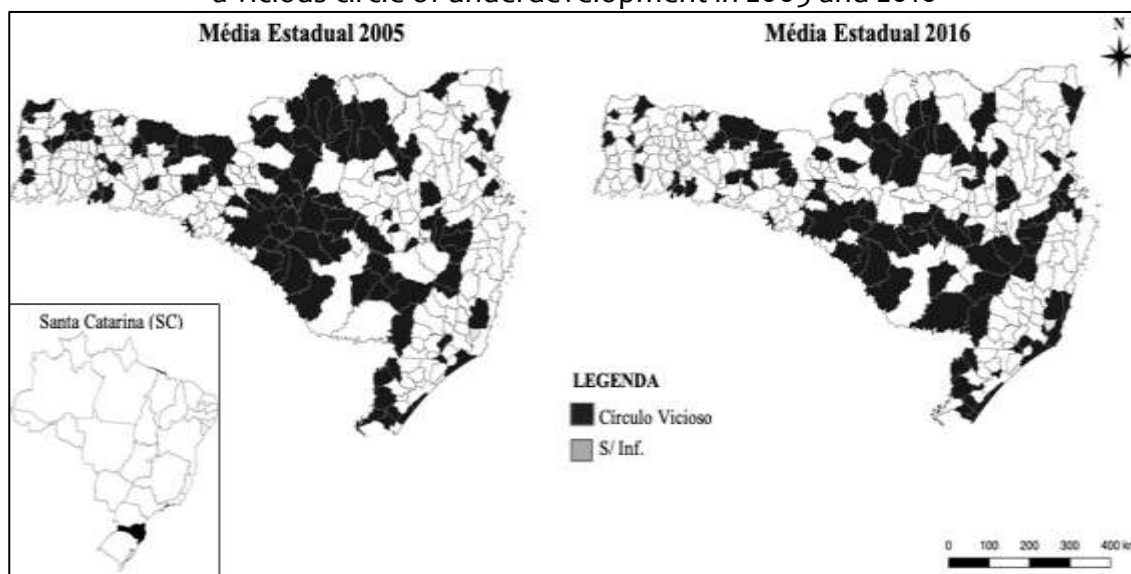 a vicious circle of underdevelopment in 2005 and 2016
Média Estadual 2005
Média Estadual 2016
N
Santa Catarina (SC)
LEGENDA
Círculo Vicioso
S/ Inf.
0 100 200 300 400 km